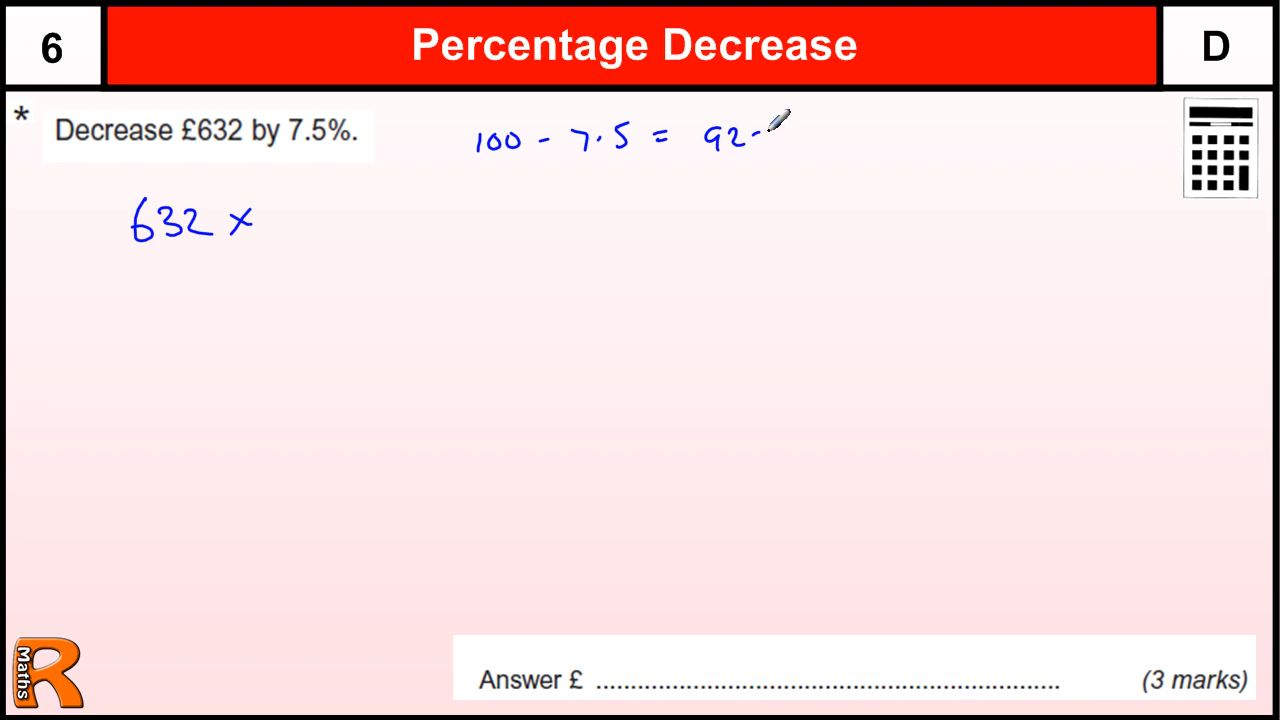 6
Percentage Decrease
D
* Decrease £632 by 7.5%.
100 - 7.5 = 92.
632 ×
Maths R
Answer £ .................................................................. (3 marks)